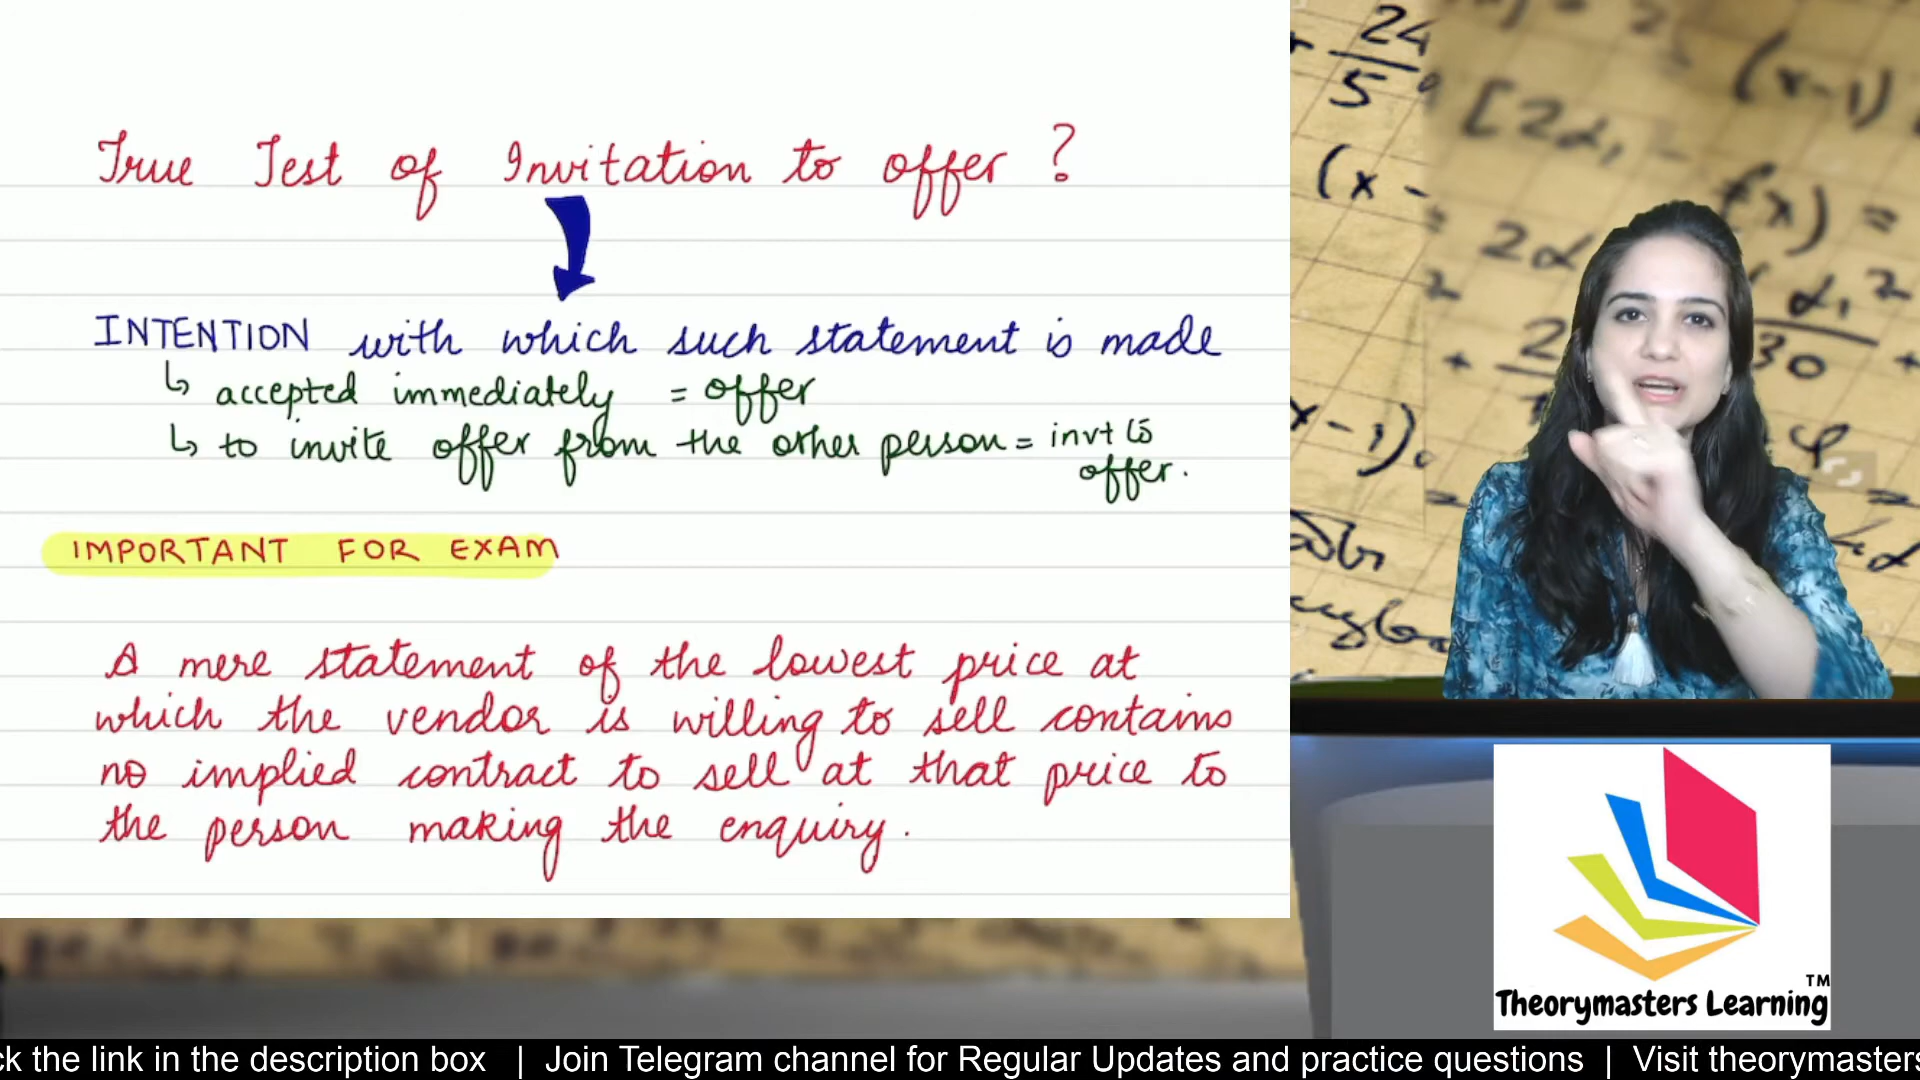 True Test of Invitation to offer ?
INTENTION with which such statement is made
↳ accepted immediately = offer
↳ to invite offer from the other person = invt to
offer.
IMPORTANT FOR EXAM
A mere statement of the lowest price at
which the vendor is willing to sell contains
no implied contract to sell at that price to
the person making the enquiry.
24
5
(x-1)
[2α₁ -
(x -
TM
Theorymasters Learning
ck the link in the description box | Join Telegram channel for Regular Updates and practice questions | Visit theorymasters